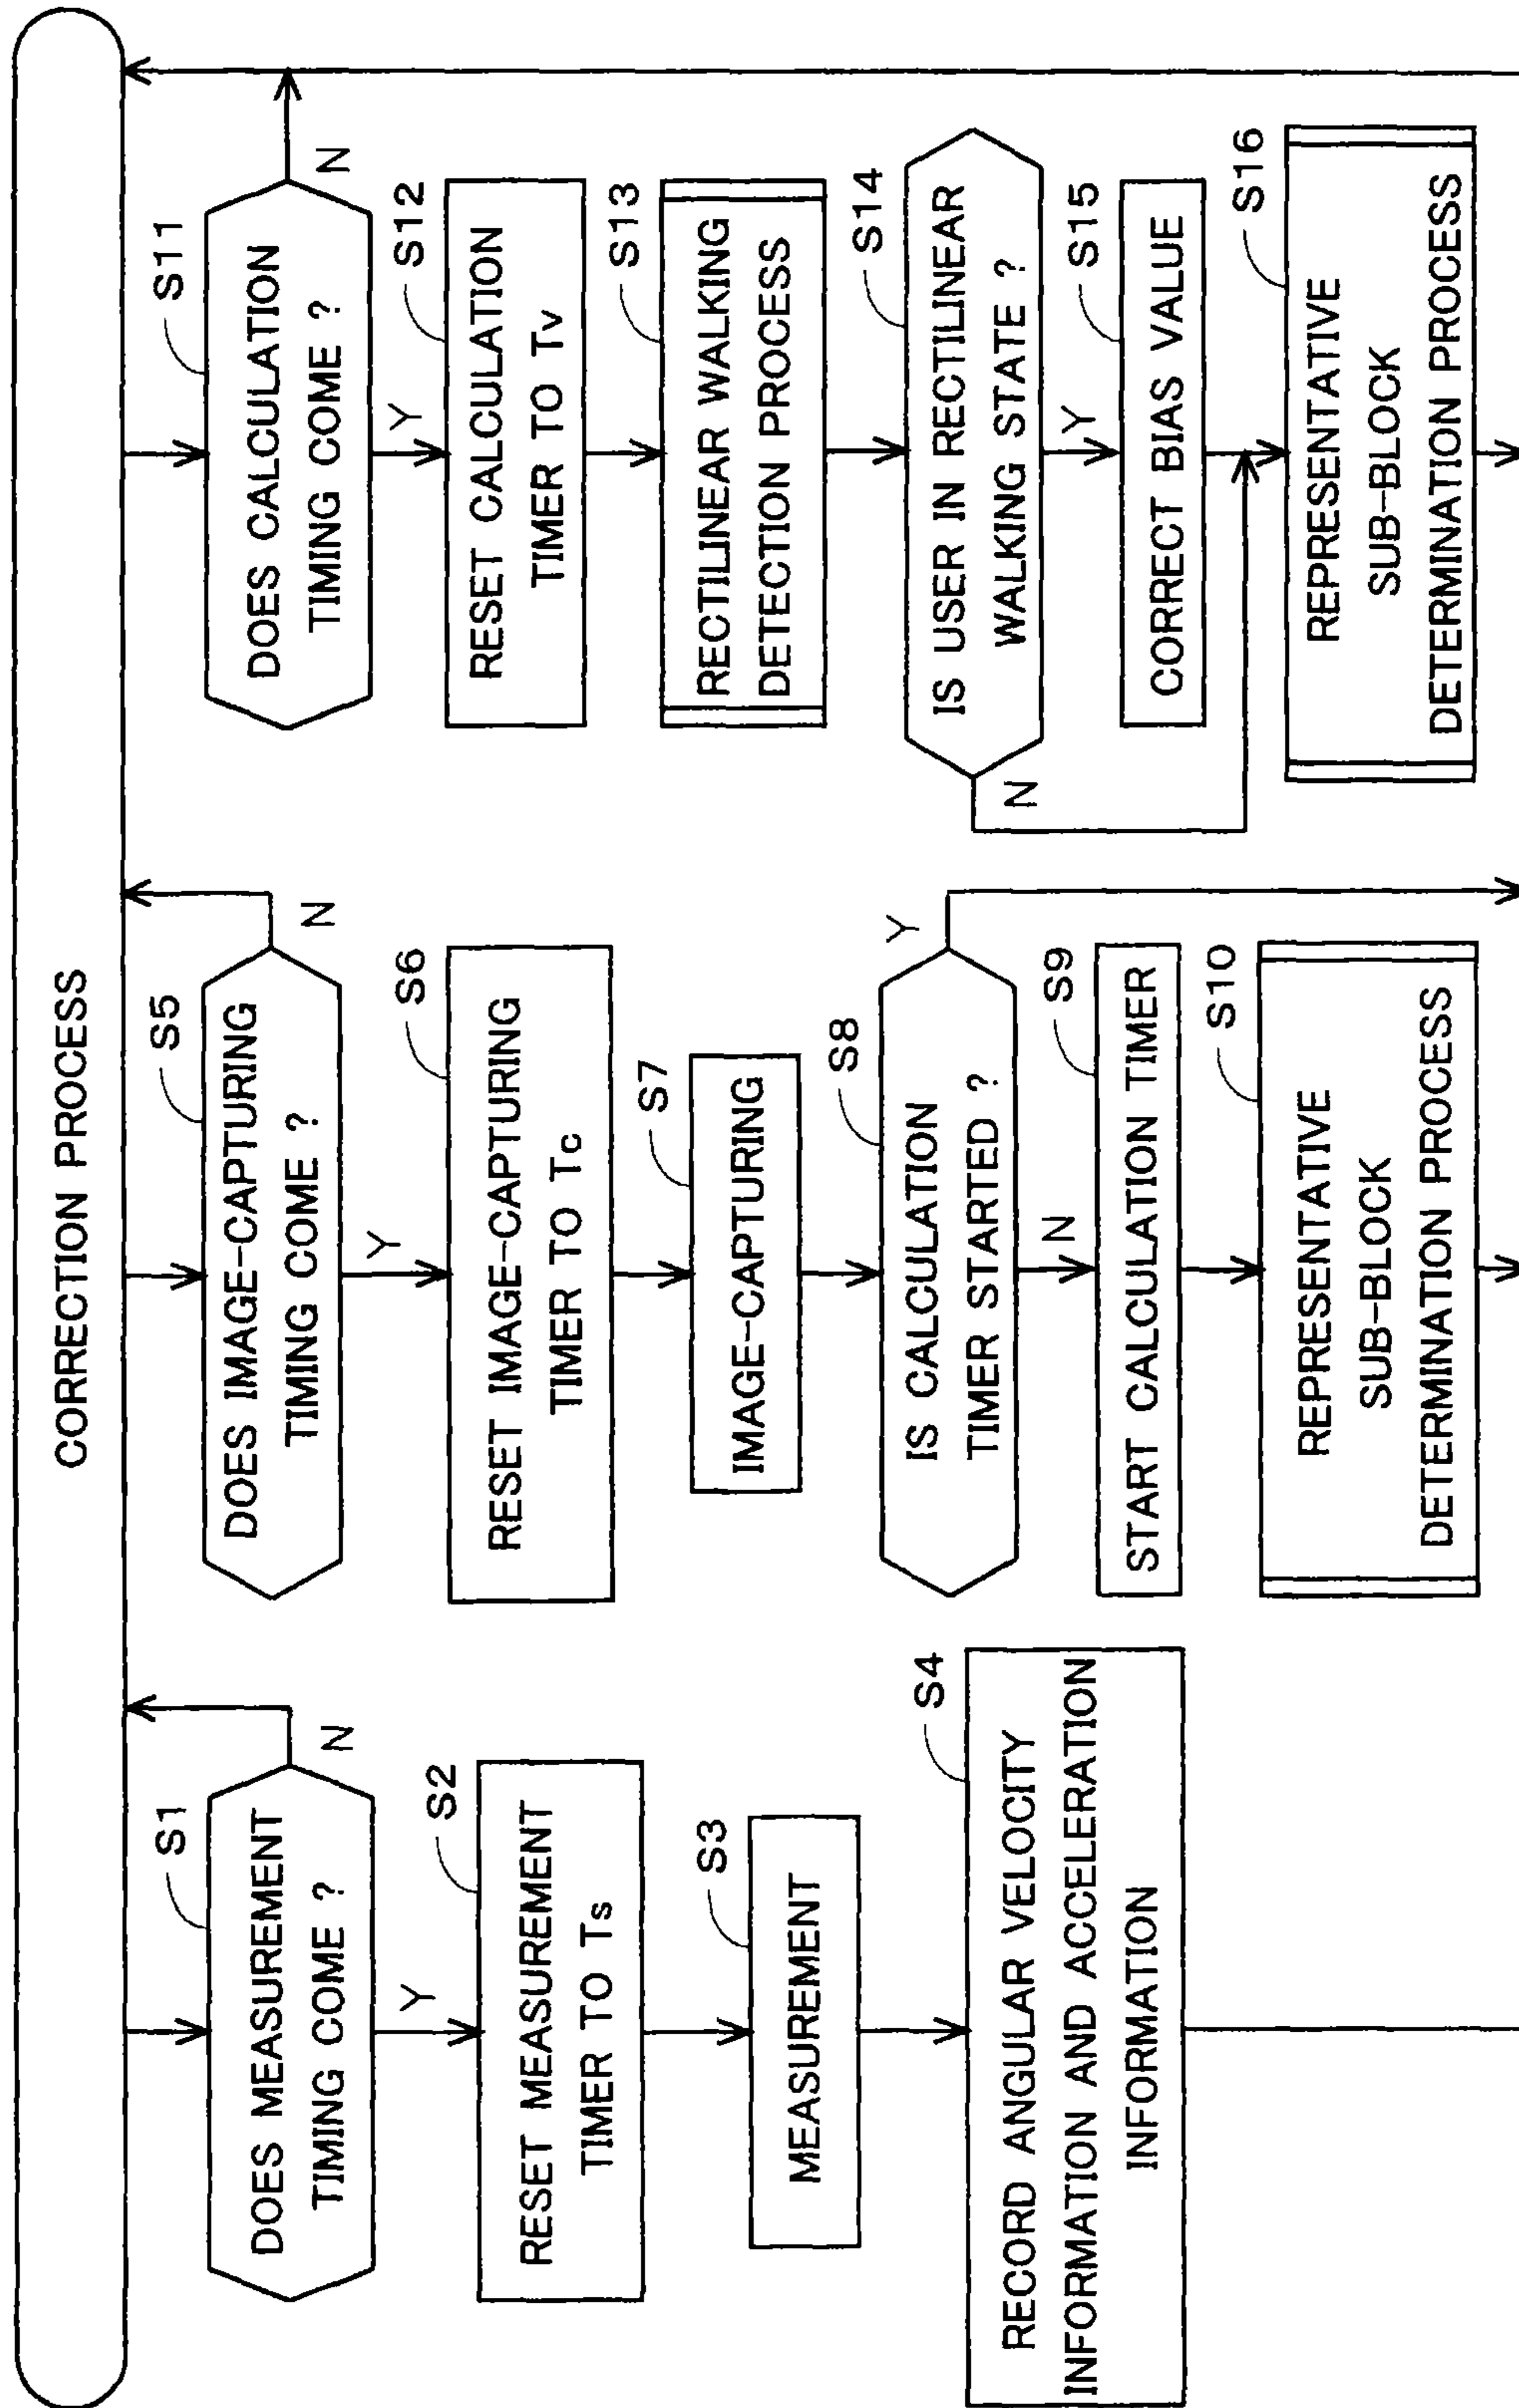 CORRECTION PROCESS
S1
DOES MEASUREMENT
TIMING COME ?
N
Y
S2
RESET MEASUREMENT
TIMER TO Ts
S3
MEASUREMENT
S4
RECORD ANGULAR VELOCITY
INFORMATION AND ACCELERATION
INFORMATION
S5
DOES IMAGE-CAPTURING
TIMING COME ?
N
Y
S6
RESET IMAGE-CAPTURING
TIMER TO Tc
S7
IMAGE-CAPTURING
S8
IS CALCULATION
TIMER STARTED ?
Y
N
S9
START CALCULATION TIMER
S10
REPRESENTATIVE
SUB-BLOCK
DETERMINATION PROCESS
S11
DOES CALCULATION
TIMING COME ?
N
Y
S12
RESET CALCULATION
TIMER TO Tv
S13
RECTILINEAR WALKING
DETECTION PROCESS
S14
IS USER IN RECTILINEAR
WALKING STATE ?
N
Y
S15
CORRECT BIAS VALUE
S16
REPRESENTATIVE
SUB-BLOCK
DETERMINATION PROCESS